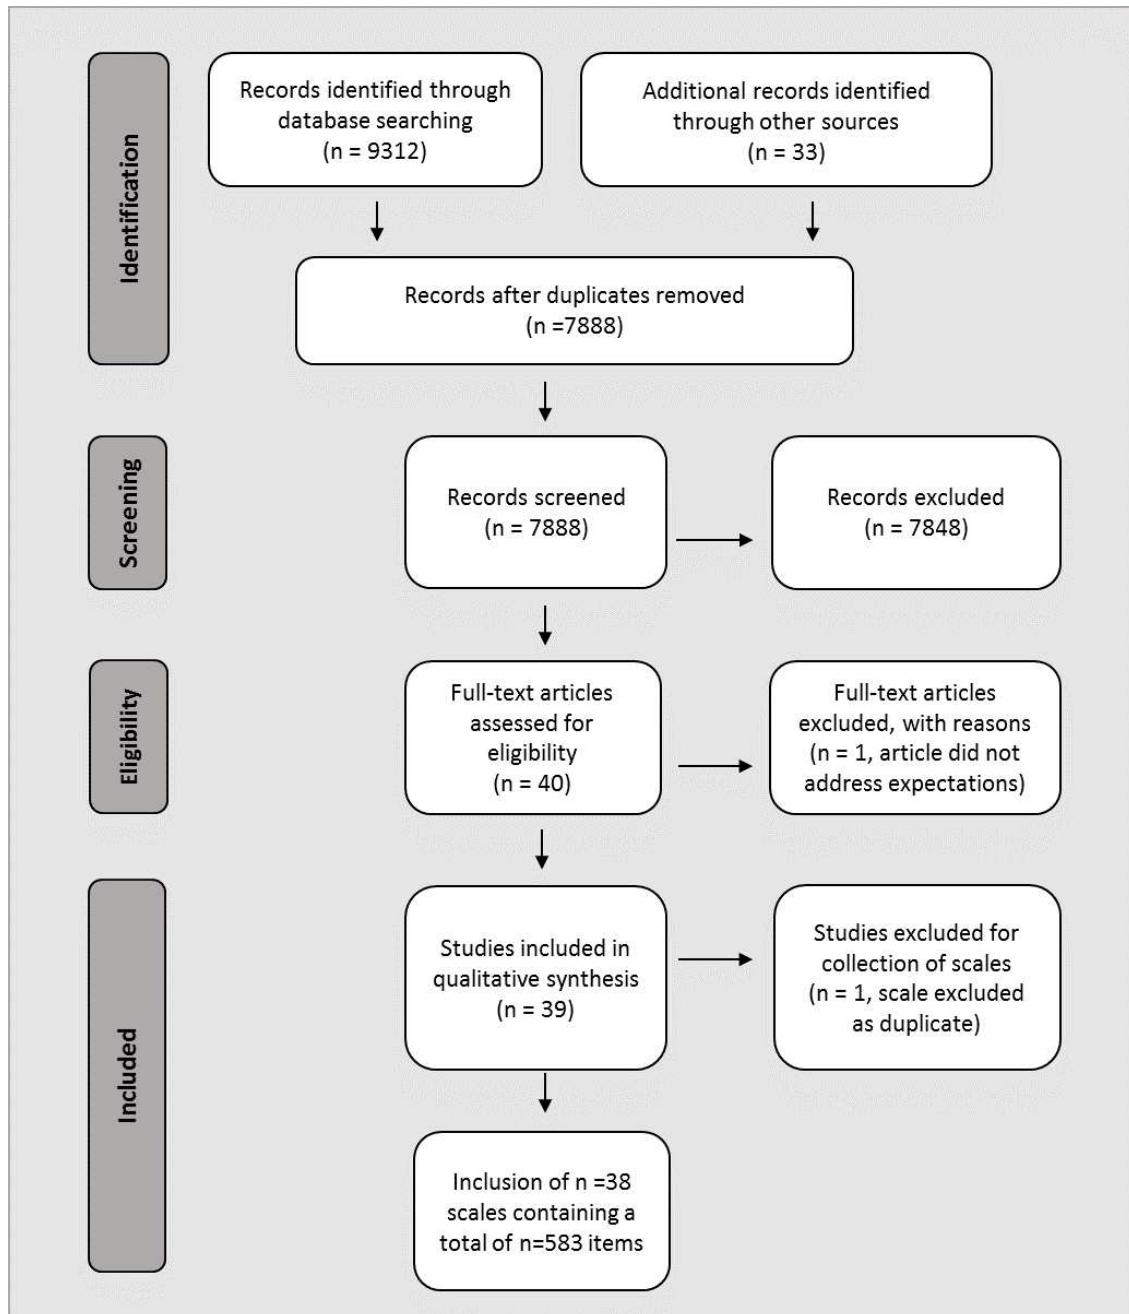 Identification
Records identified through
database searching
(n = 9312)
Additional records identified
through other sources
(n = 33)
Records after duplicates removed
(n =7888)
Screening
Records screened
(n = 7888)
Records excluded
(n = 7848)
Eligibility
Full-text articles
assessed for
eligibility
(n = 40)
Full-text articles
excluded, with reasons
(n = 1, article did not
address expectations)
Included
Studies included in
qualitative synthesis
(n = 39)
Studies excluded for
collection of scales
(n = 1, scale excluded
as duplicate)
Inclusion of n =38
scales containing a
total of n=583 items